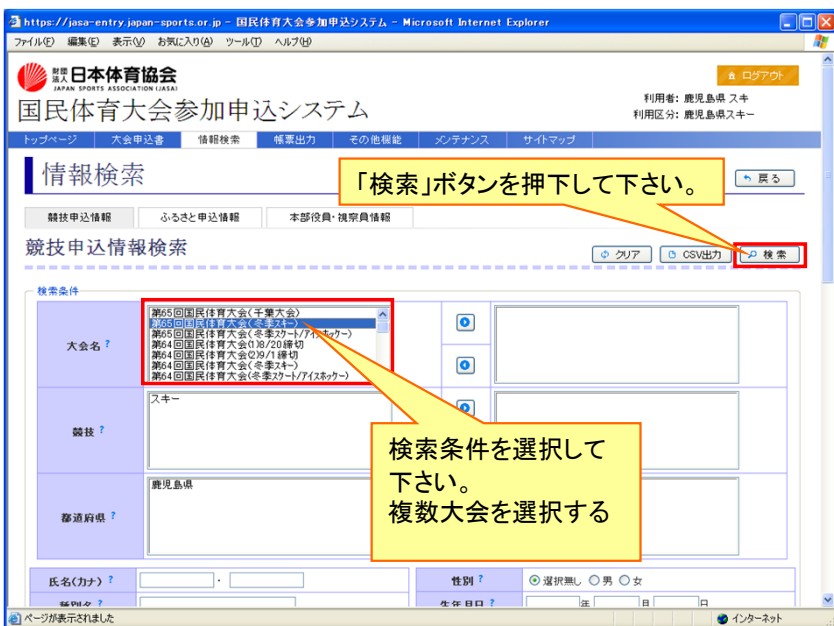 https://jasa-entry.japan-sports.or.jp - 国民体育大会参加申込システム - Microsoft Internet Explorer
ファイル(F) 編集(E) 表示(V) お気に入り(A) ツール(T) ヘルプ(H)
財団法人 日本体育協会
JAPAN SPORTS ASSOCIATION (JASA)
ログアウト
国民体育大会参加申込システム
利用者: 鹿児島県 スキ
利用区分: 鹿児島県スキー
トップページ 大会申込書 情報検索 帳票出力 その他機能 メンテナンス サイトマップ
情報検索
「検索」ボタンを押下して下さい。
戻る
競技申込情報 ふるさと申込情報 本部役員・視察員情報
競技申込情報検索
クリア CSV出力 検索
検索条件
大会名 ?
第65回国民体育大会(千葉大会)
第65回国民体育大会(冬季スキー)
第65回国民体育大会(冬季スケート/アイスホッケー)
第64回国民体育大会(1)8/20締切
第64回国民体育大会(2)9/1締切
第64回国民体育大会(冬季スキー)
第64回国民体育大会(冬季スケート/アイスホッケー)
競技 ?
スキー
検索条件を選択して
下さい。
複数大会を選択する
都道府県 ?
鹿児島県
氏名(カナ) ? ・ 性別 ? 選択無し 男 女
種別名 ? 生年月日 ? 年 月 日
ページが表示されました インターネット